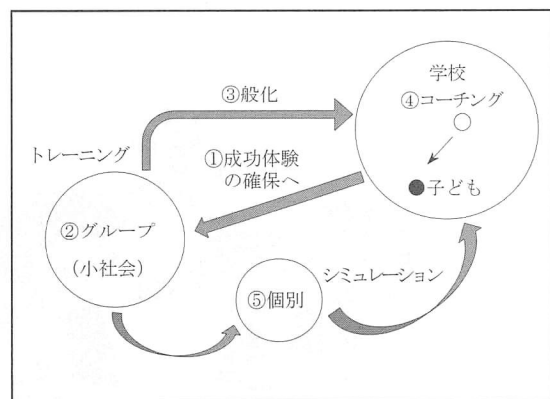 学校
④コーチング
③般化
トレーニング
①成功体験
の確保へ
●子ども
②グループ
(小社会)
シミュレーション
⑤個別